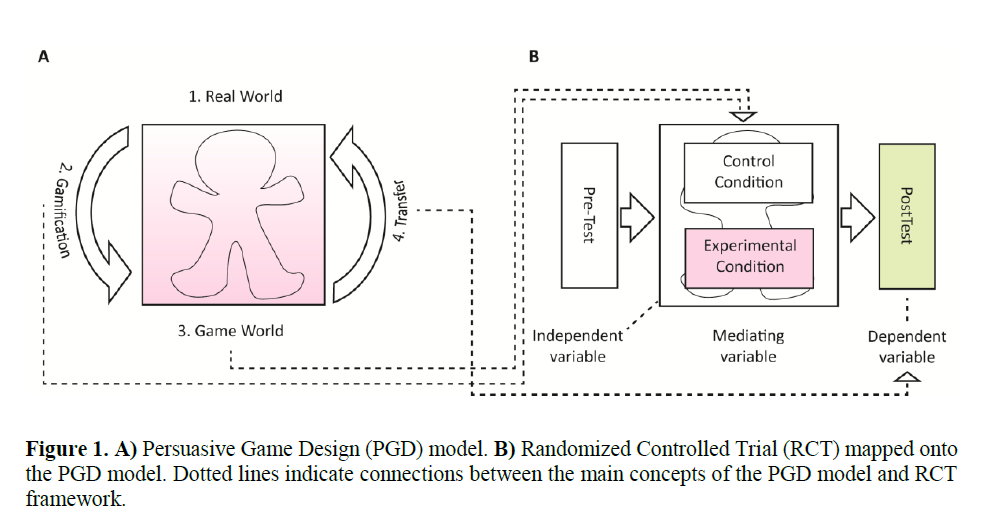 A
1. Real World
2. Gamification
4. Transfer
3. Game World
B
Pre-Test
Control
Condition
Experimental
Condition
PostTest
Independent
variable
Mediating
variable
Dependent
variable
Figure 1. A) Persuasive Game Design (PGD) model. B) Randomized Controlled Trial (RCT) mapped onto
the PGD model. Dotted lines indicate connections between the main concepts of the PGD model and RCT
framework.